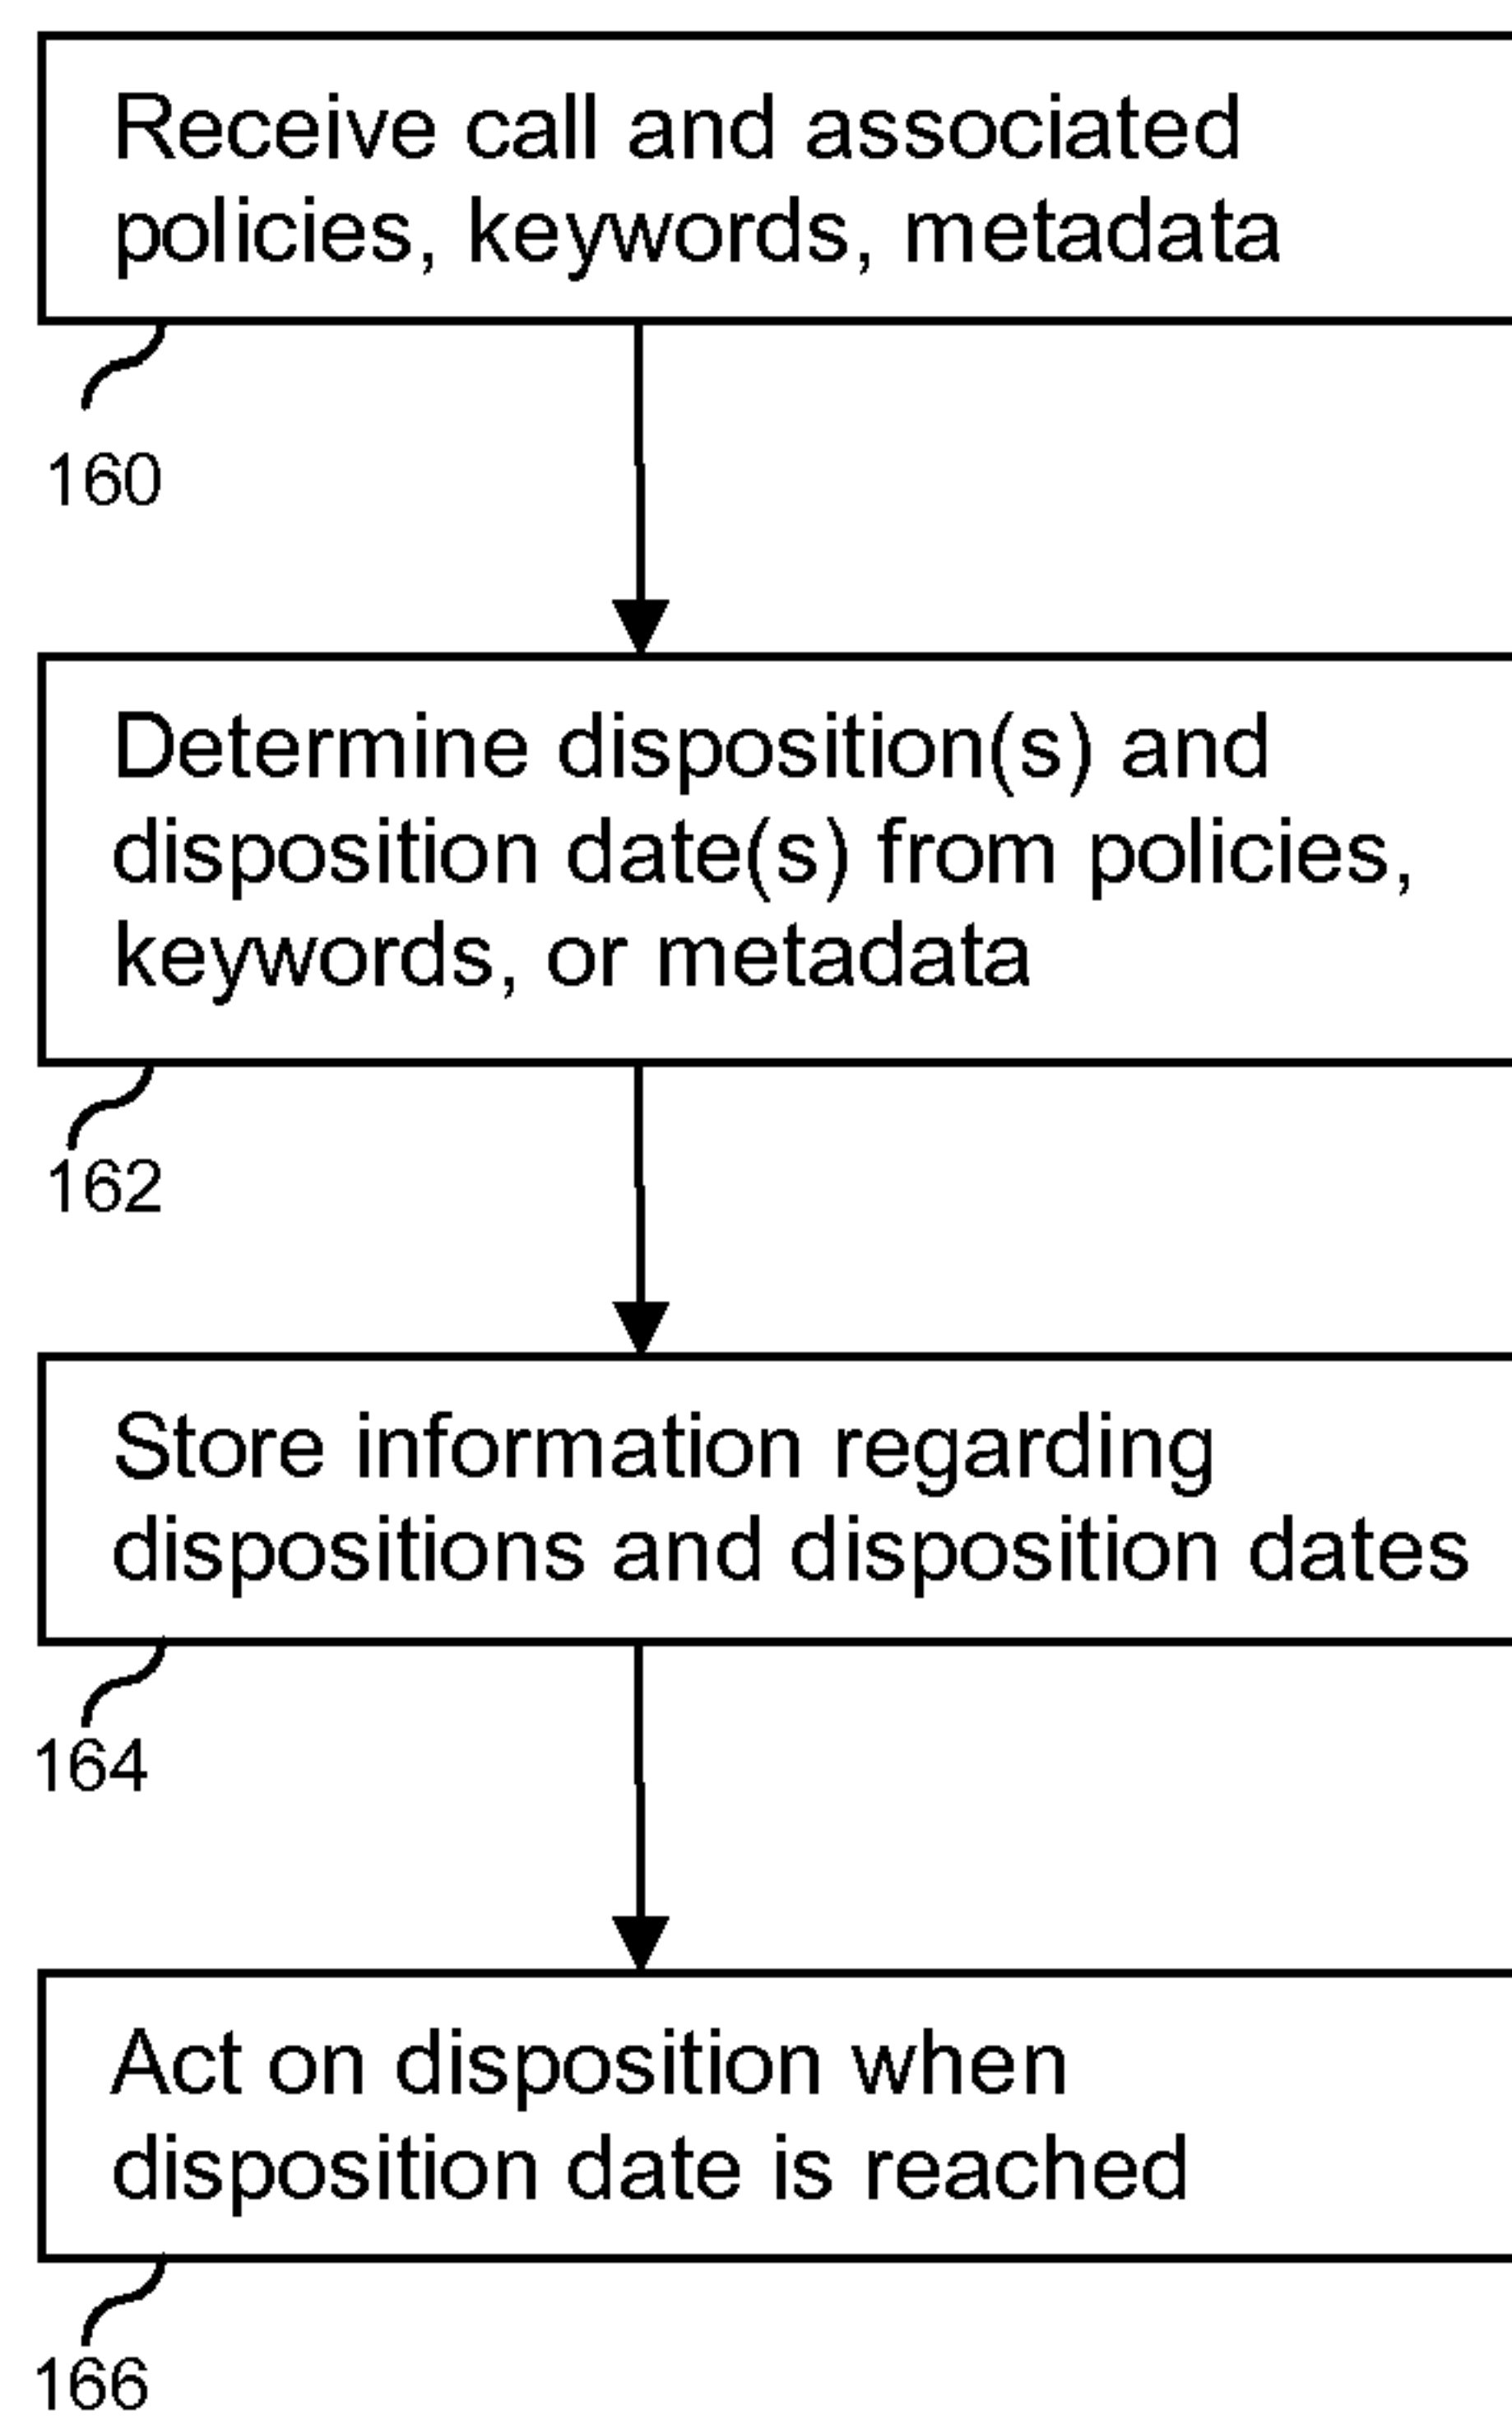 Receive call and associated
policies, keywords, metadata
160
Determine disposition(s) and
disposition date(s) from policies,
keywords, or metadata
162
Store information regarding
dispositions and disposition dates
164
Act on disposition when
disposition date is reached
166